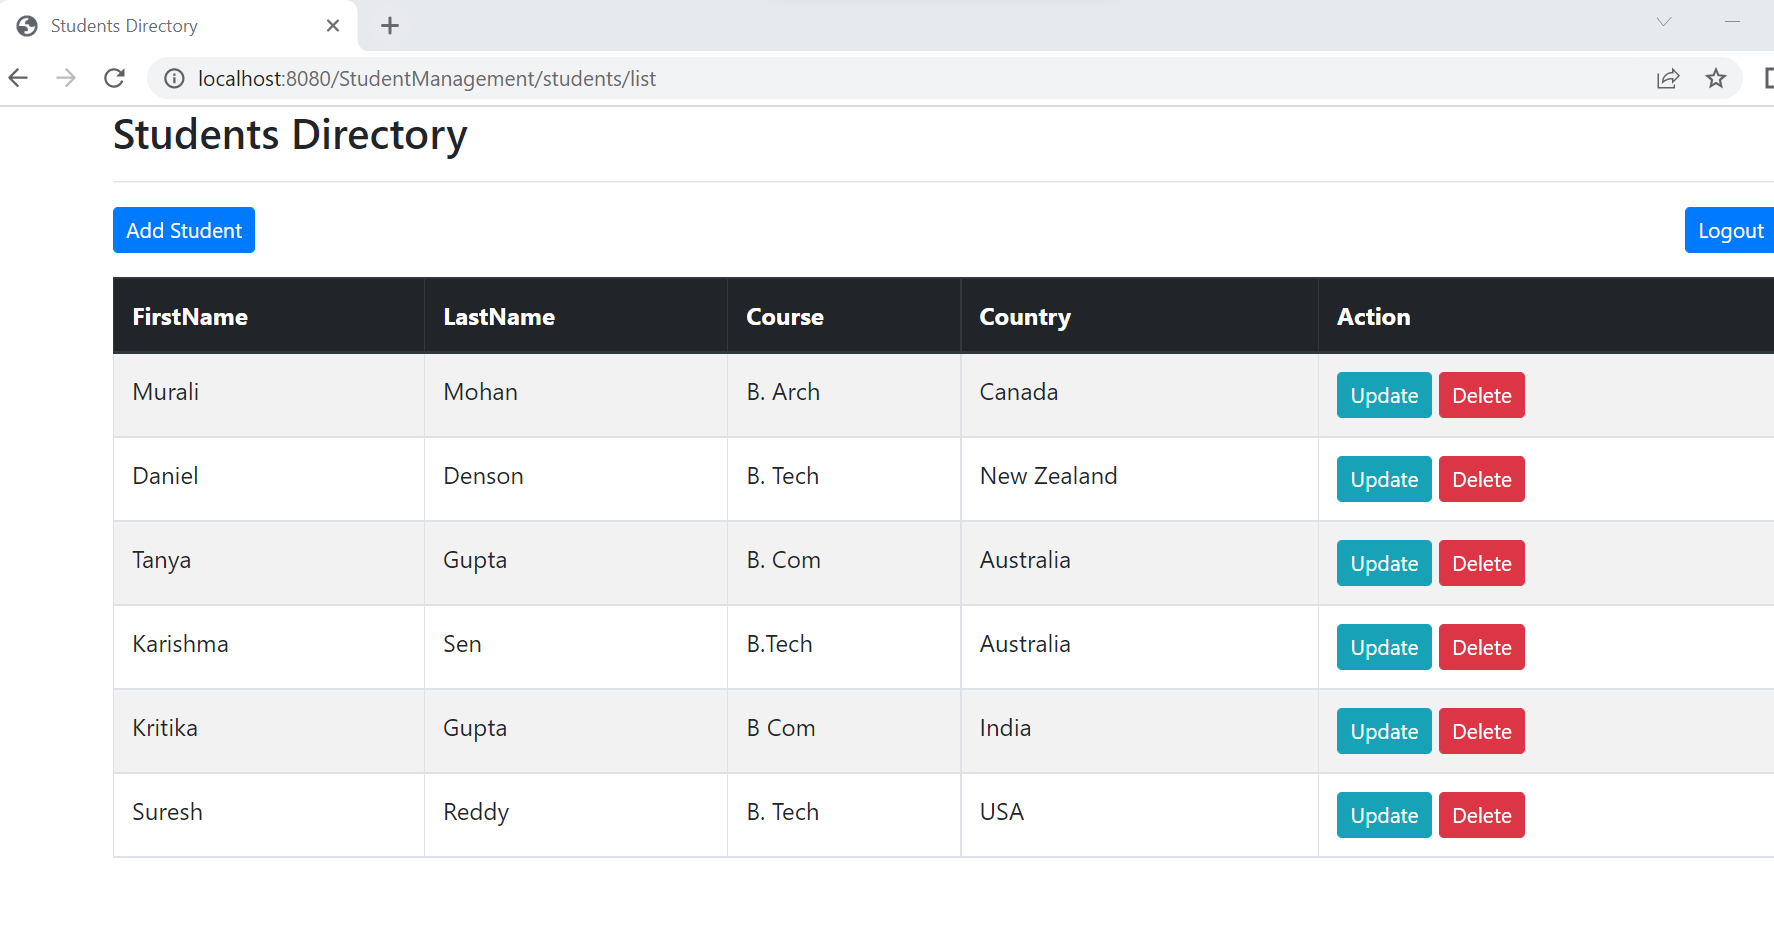 Students Directory
localhost:8080/StudentManagement/students/list
Students Directory
Add Student Logout
FirstName LastName Course Country Action
Murali Mohan B. Arch Canada Update Delete
Daniel Denson B. Tech New Zealand Update Delete
Tanya Gupta B. Com Australia Update Delete
Karishma Sen B.Tech Australia Update Delete
Kritika Gupta B Com India Update Delete
Suresh Reddy B. Tech USA Update Delete